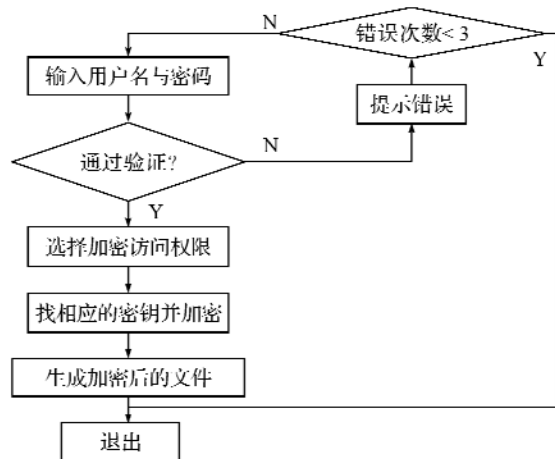 N
错误次数< 3
Y
输入用户名与密码
提示错误
通过验证?
N
Y
选择加密访问权限
找相应的密钥并加密
生成加密后的文件
退出